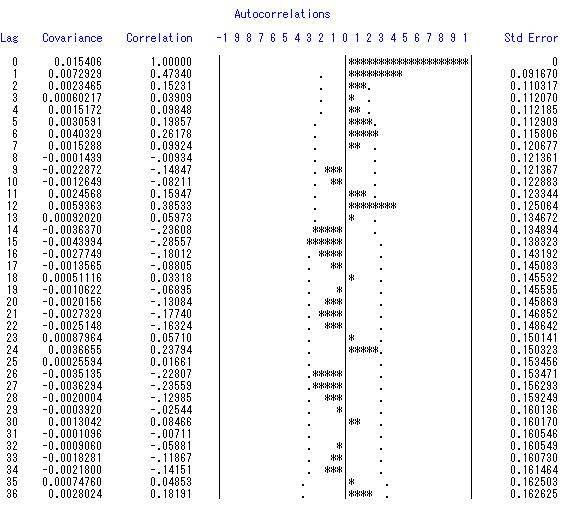 Autocorrelations
Lag Covariance Correlation -1 9 8 7 6 5 4 3 2 1 0 1 2 3 4 5 6 7 8 9 1 Std Error
0 0.015406 1.00000 | |********************| 0
1 0.0072929 0.47340 | . |********* | 0.091670
2 0.0023465 0.15231 | . |***. | 0.110317
3 0.00060217 0.03909 | . |* . | 0.112070
4 0.0015172 0.09848 | . |** . | 0.112185
5 0.0030591 0.19857 | . |****. | 0.112909
6 0.0040329 0.26178 | . |***** | 0.115806
7 0.0015288 0.09924 | . |** . | 0.120677
8 -0.0001439 -.00934 | . | . | 0.121361
9 -0.0022872 -.14847 | . ***| . | 0.121367
10 -0.0012649 -.08211 | . **| . | 0.122883
11 0.0024568 0.15947 | . |*** . | 0.123344
12 0.0059363 0.38533 | . |******** | 0.125064
13 0.00092020 0.05973 | . |* . | 0.134672
14 -0.0036370 -.23608 | *****| . | 0.134894
15 -0.0043994 -.28557 | ******| . | 0.138323
16 -0.0027749 -.18012 | . ****| . | 0.143192
17 -0.0013565 -.08805 | . **| . | 0.145083
18 0.00051116 0.03318 | . |* . | 0.145532
19 -0.0010622 -.06895 | . *| . | 0.145595
20 -0.0020156 -.13084 | . ***| . | 0.145869
21 -0.0027329 -.17740 | . ****| . | 0.146852
22 -0.0025148 -.16324 | . ***| . | 0.148642
23 0.00087964 0.05710 | . |* . | 0.150141
24 0.0036655 0.23794 | . |*****. | 0.150323
25 0.00025594 0.01661 | . | . | 0.153456
26 -0.0035135 -.22807 | .*****| . | 0.153471
27 -0.0036294 -.23559 | .*****| . | 0.156293
28 -0.0020004 -.12985 | . ***| . | 0.159249
29 -0.0003920 -.02544 | . *| . | 0.160136
30 0.0013042 0.08466 | . |** . | 0.160170
31 -0.0001096 -.00711 | . | . | 0.160546
32 -0.0009060 -.05881 | . *| . | 0.160549
33 -0.0018281 -.11867 | . **| . | 0.160730
34 -0.0021800 -.14151 | . ***| . | 0.161464
35 0.00074760 0.04853 | . |* . | 0.162503
36 0.0028024 0.18191 | . |**** . | 0.162625